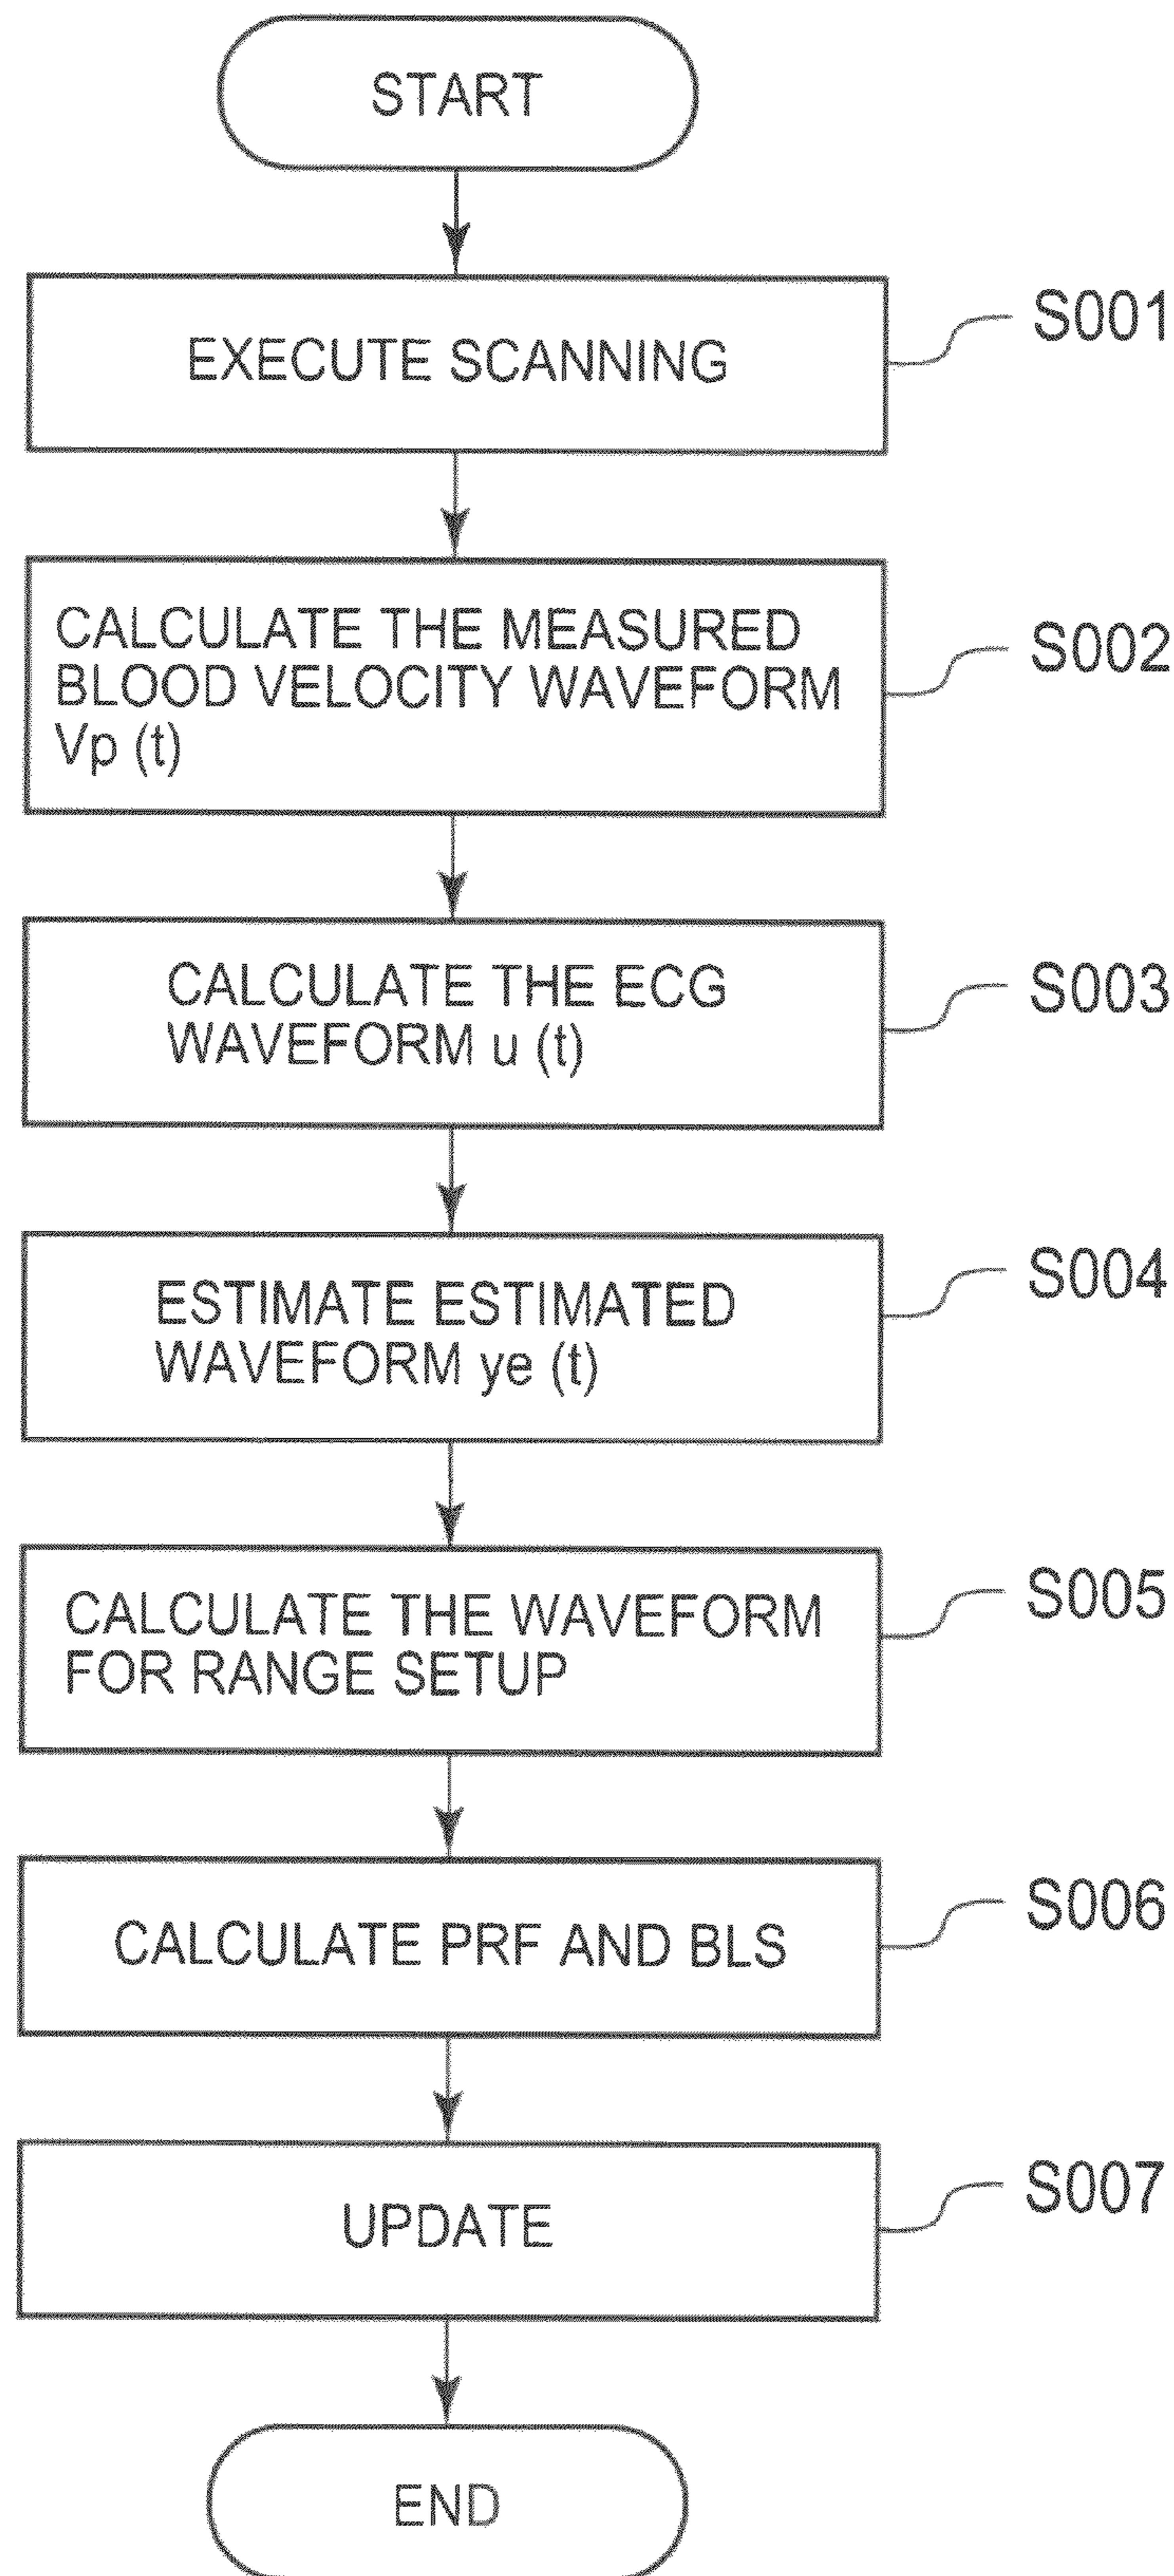 START
EXECUTE SCANNING
S001
CALCULATE THE MEASURED
BLOOD VELOCITY WAVEFORM
Vp (t)
S002
CALCULATE THE ECG
WAVEFORM u (t)
S003
ESTIMATE ESTIMATED
WAVEFORM ye (t)
S004
CALCULATE THE WAVEFORM
FOR RANGE SETUP
S005
CALCULATE PRF AND BLS
S006
UPDATE
S007
END